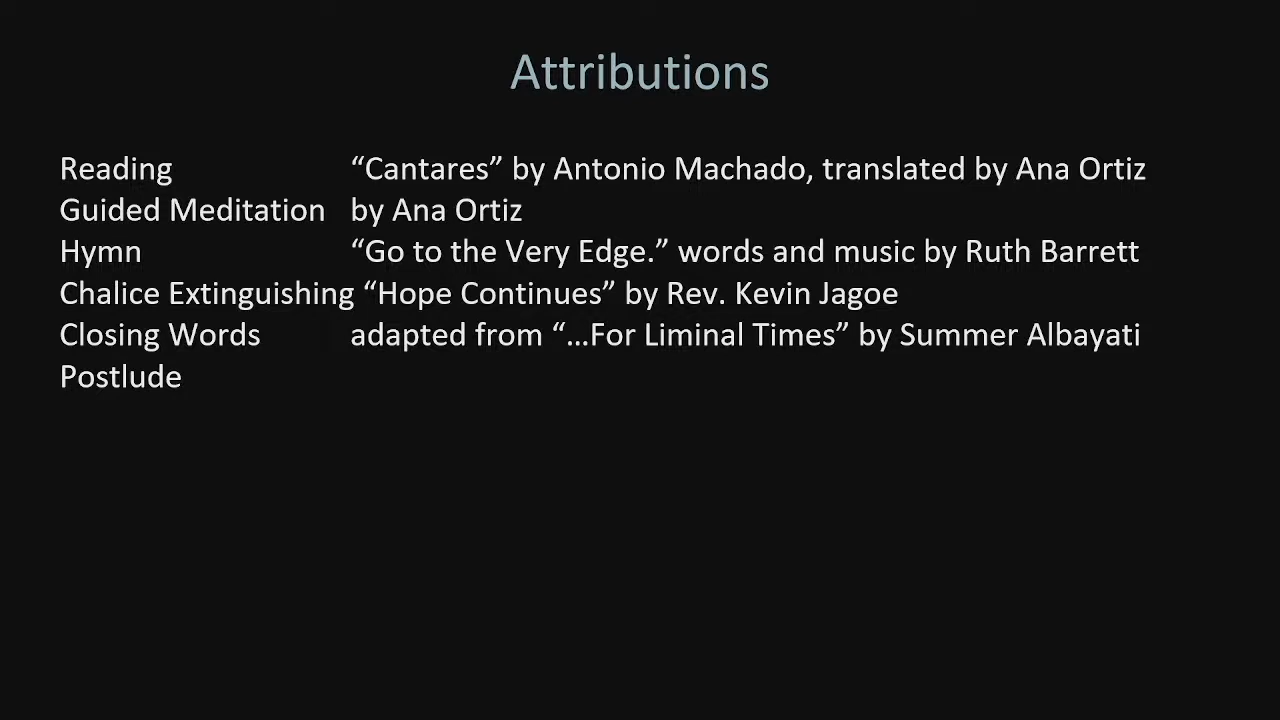 Attributions
Reading “Cantares” by Antonio Machado, translated by Ana Ortiz
Guided Meditation by Ana Ortiz
Hymn “Go to the Very Edge.” words and music by Ruth Barrett
Chalice Extinguishing “Hope Continues” by Rev. Kevin Jagoe
Closing Words adapted from “…For Liminal Times” by Summer Albayati
Postlude